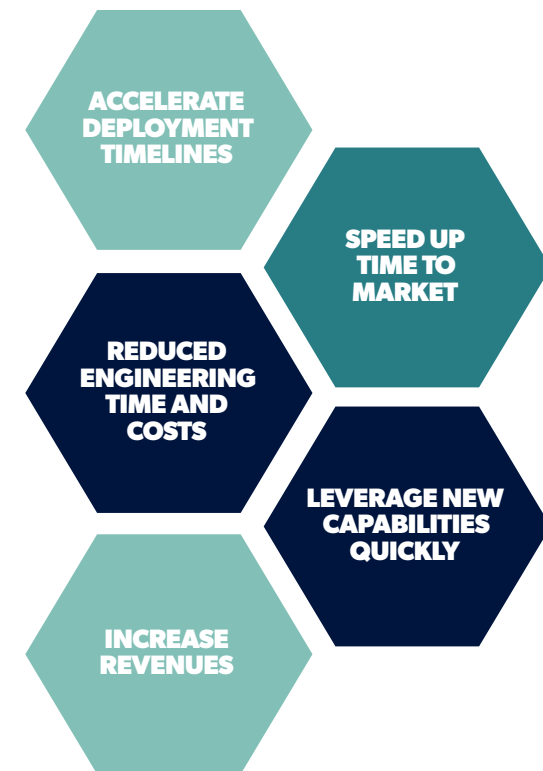 ACCELERATE
DEPLOYMENT
TIMELINES
SPEED UP
TIME TO
MARKET
REDUCED
ENGINEERING
TIME AND
COSTS
LEVERAGE NEW
CAPABILITIES
QUICKLY
INCREASE
REVENUES